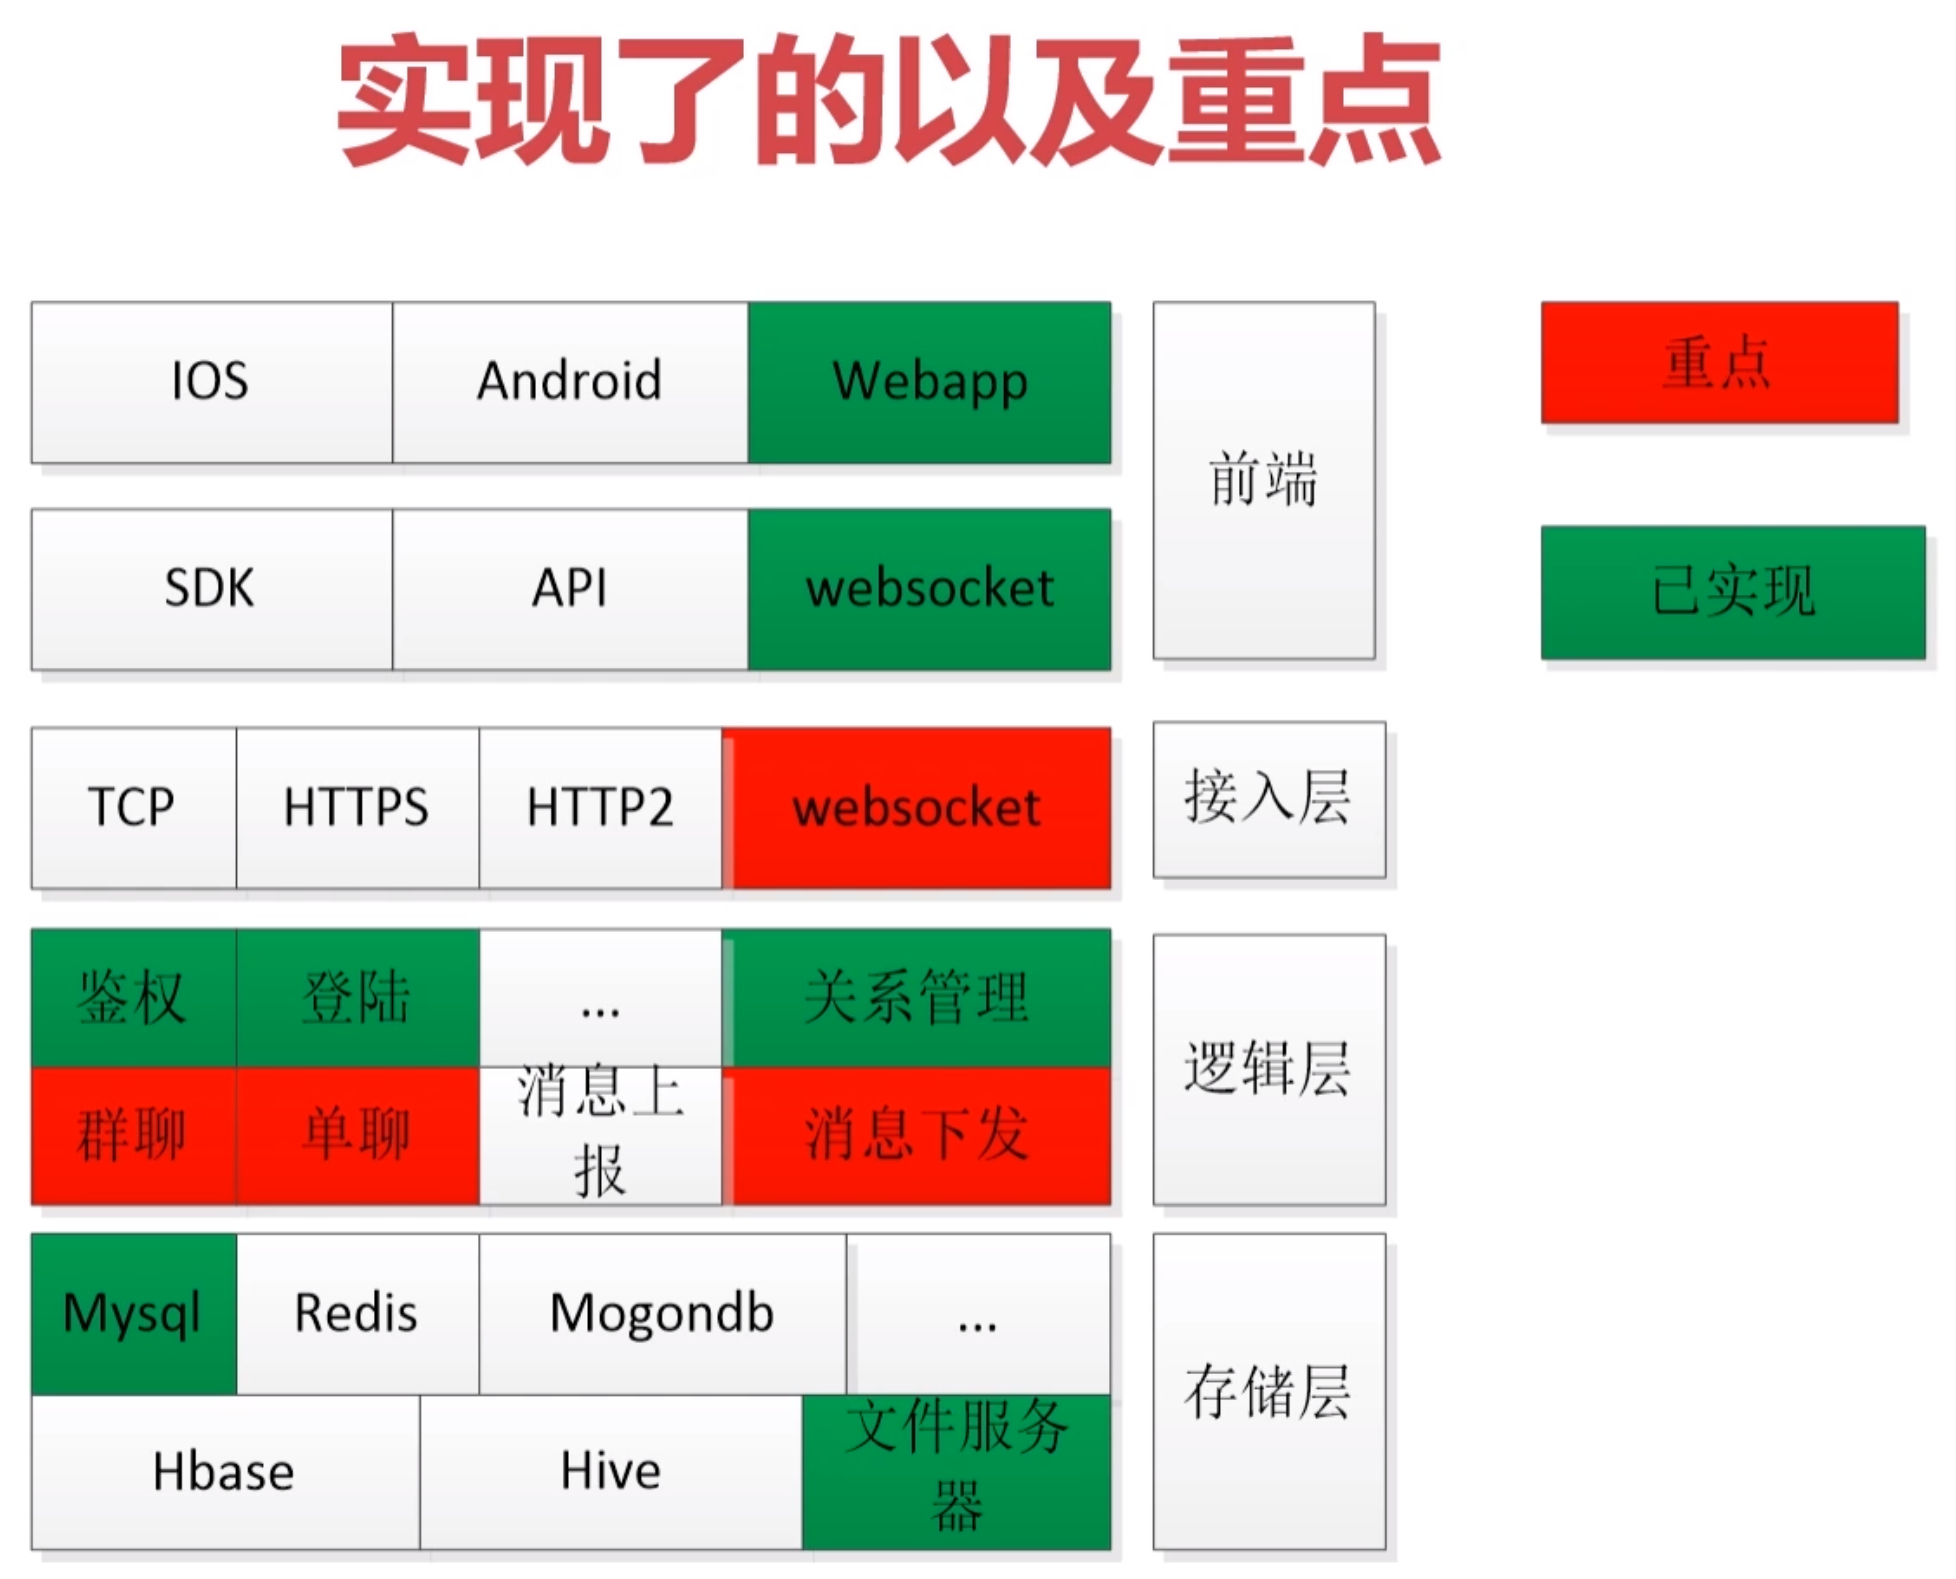 实现了的以及重点
IOS Android Webapp
前端
重点
SDK API websocket
已实现
TCP HTTPS HTTP2 websocket
接入层
鉴权 登陆 ... 关系管理
逻辑层
群聊 单聊 消息上
报 消息下发
Mysql Redis Mogondb ...
存储层
Hbase Hive 文件服务
器